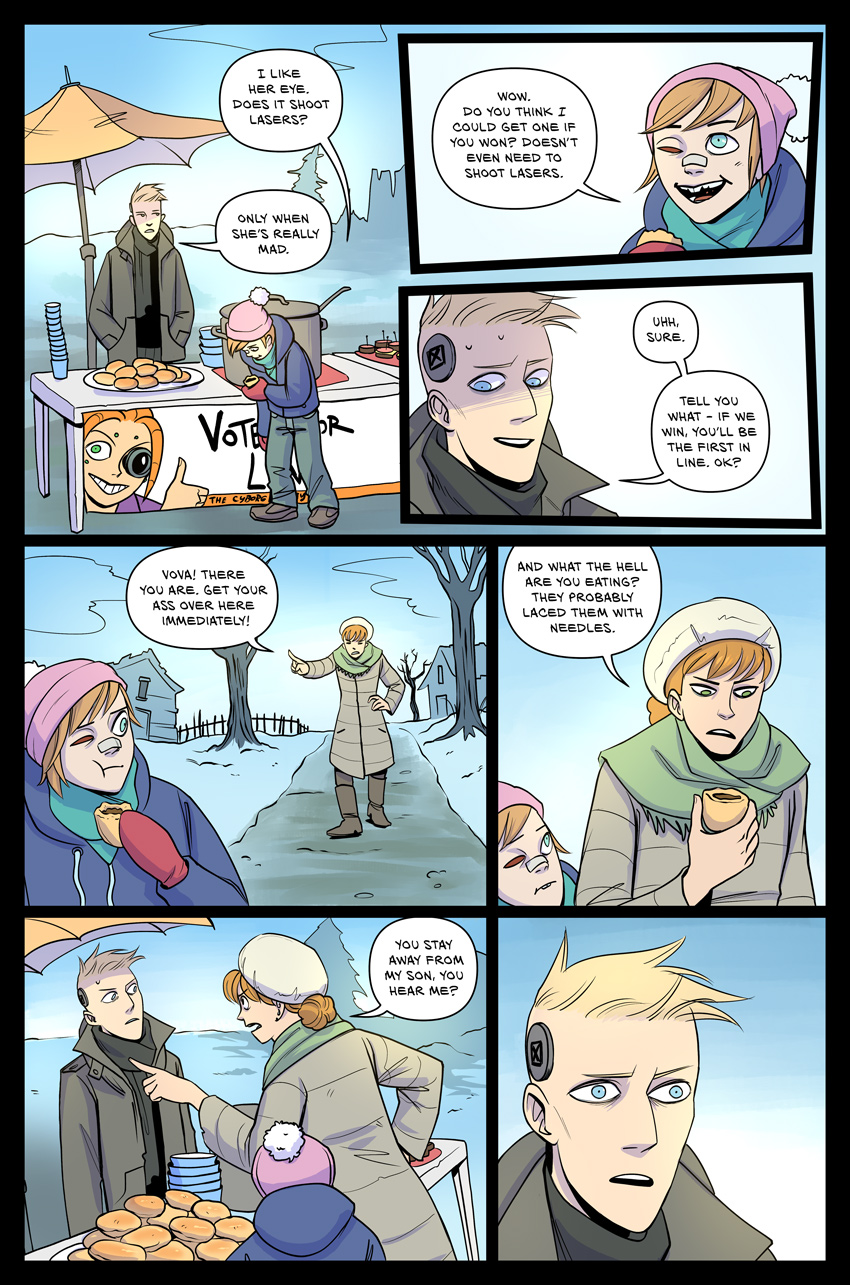 I LIKE
HER EYE.
DOES IT SHOOT
LASERS?
ONLY WHEN
SHE'S REALLY
MAD.
WOW.
DO YOU THINK I
COULD GET ONE IF
YOU WON? DOESN'T
EVEN NEED TO
SHOOT LASERS.
UHH,
SURE.
TELL YOU
WHAT – IF WE
WIN, YOU'LL BE
THE FIRST IN
LINE. OK?
VOTE
THE CYBORG
VOVA! THERE
YOU ARE. GET YOUR
ASS OVER HERE
IMMEDIATELY!
AND WHAT THE HELL
ARE YOU EATING?
THEY PROBABLY
LACED THEM WITH
NEEDLES.
YOU STAY
AWAY FROM
MY SON, YOU
HEAR ME?